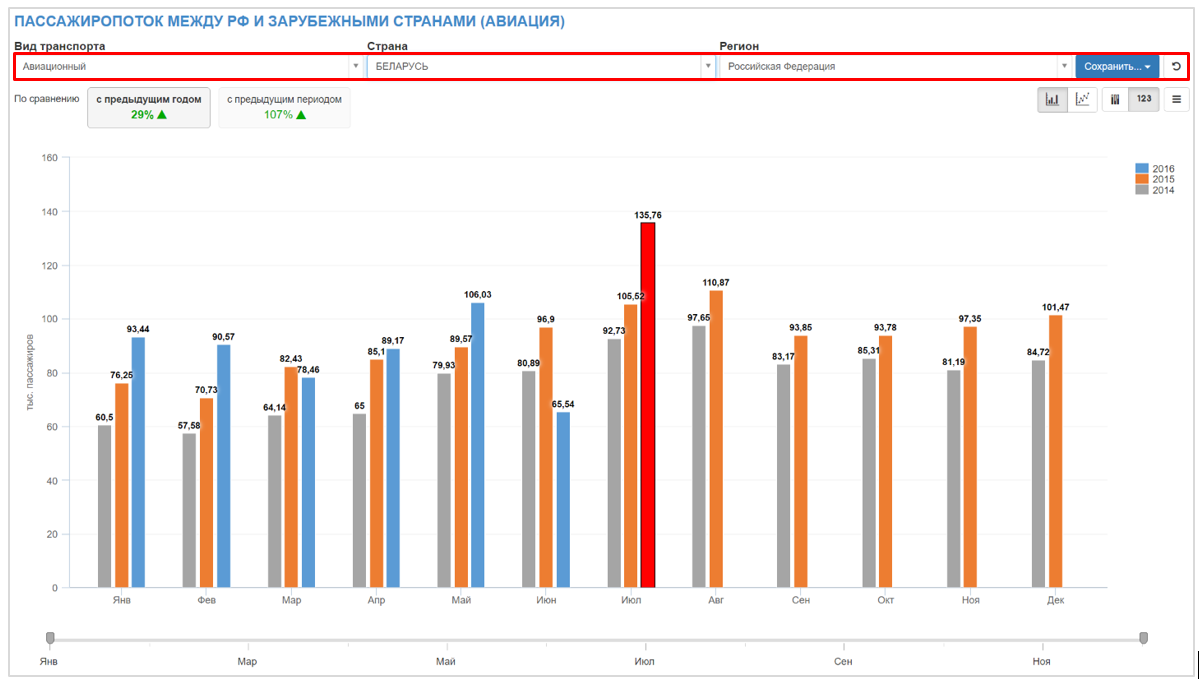 ПАССАЖИРОПОТОК МЕЖДУ РФ И ЗАРУБЕЖНЫМИ СТРАНАМИ (АВИАЦИЯ)
Вид транспорта Страна Регион
Авиационный БЕЛАРУСЬ Российская Федерация Сохранить...
По сравнению с предыдущим годом с предыдущим периодом 123
29% 107%
160
140
120
100
80
60
40
20
0
тыс. пассажиров
2016
2015
2014
60,5 76,25 93,44
57,58 70,73 90,57
64,14 82,43 78,46
65 85,1 89,17
79,93 89,57 106,03
80,89 96,9 65,54
92,73 105,52 135,76
97,65 110,87
83,17 93,85
85,31 93,78
81,19 97,35
84,72 101,47
Янв Фев Мар Апр Май Июн Июл Авг Сен Окт Ноя Дек
Янв Мар Май Июл Сен Ноя